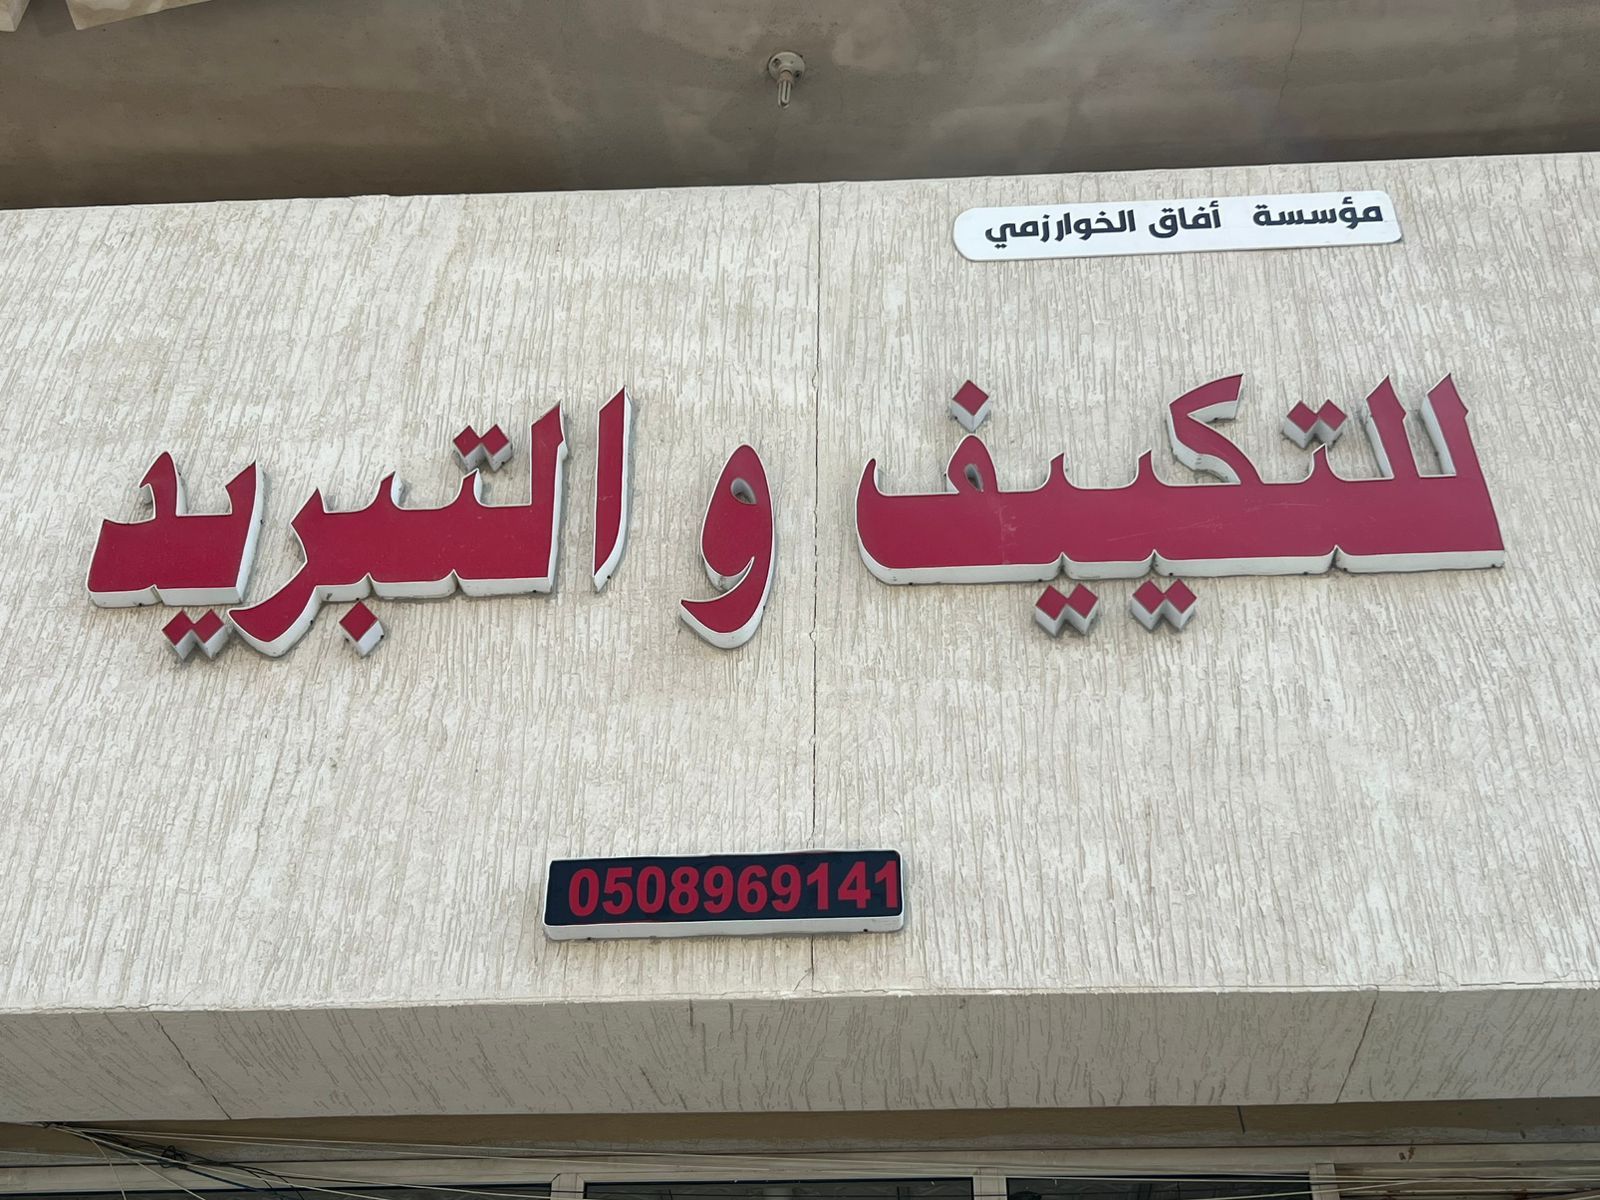 مؤسسة أفاق الخوارزمي
للتكييف و التبريد
0508969141